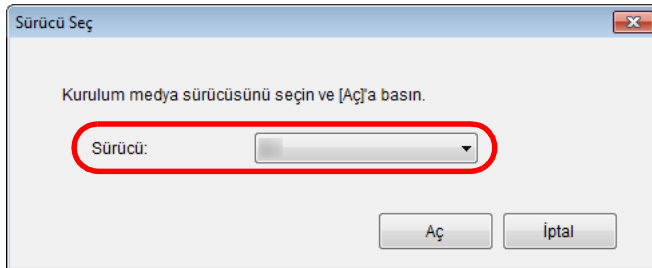 Sürücü Seç
Kurulum medya sürücüsünü seçin ve [Aç]'a basın.
Sürücü:
Aç İptal